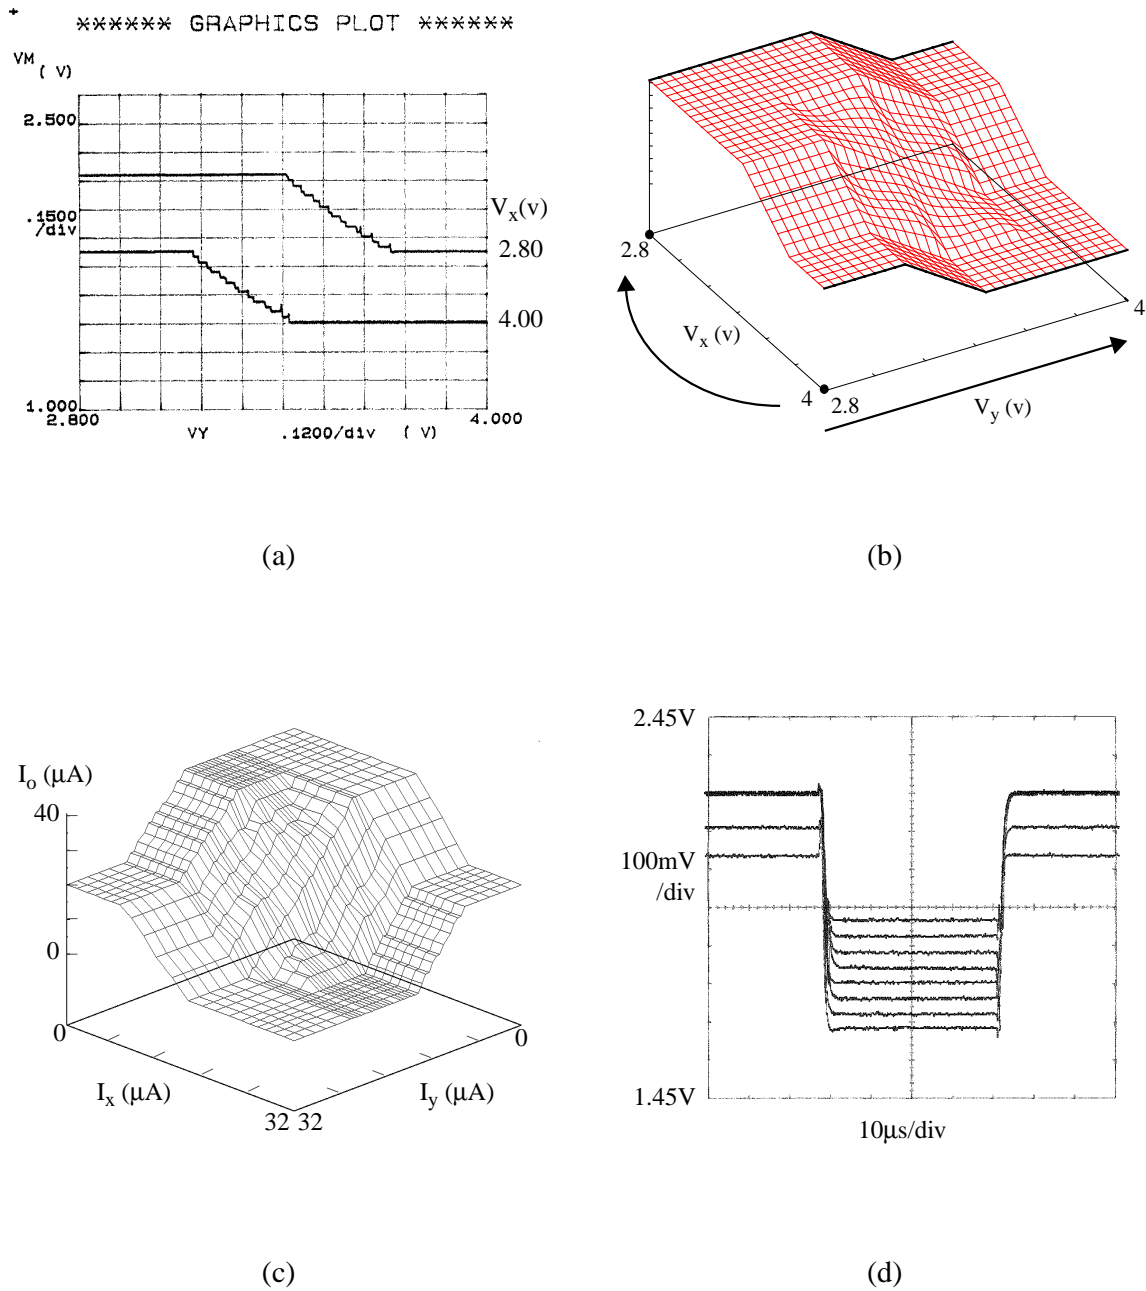 ****** GRAPHICS PLOT ******
VM
( V)
2.500
.1500
/div
1.000
2.800
VY
.1200/div ( V)
4.000
Vx(v)
2.80
4.00
(a)
2.8
Vx (v)
4
2.8
Vy (v)
4
(b)
Io (μA)
40
0
0
Ix (μA)
32 32
Iy (μA)
0
(c)
2.45V
100mV
/div
1.45V
10μs/div
(d)